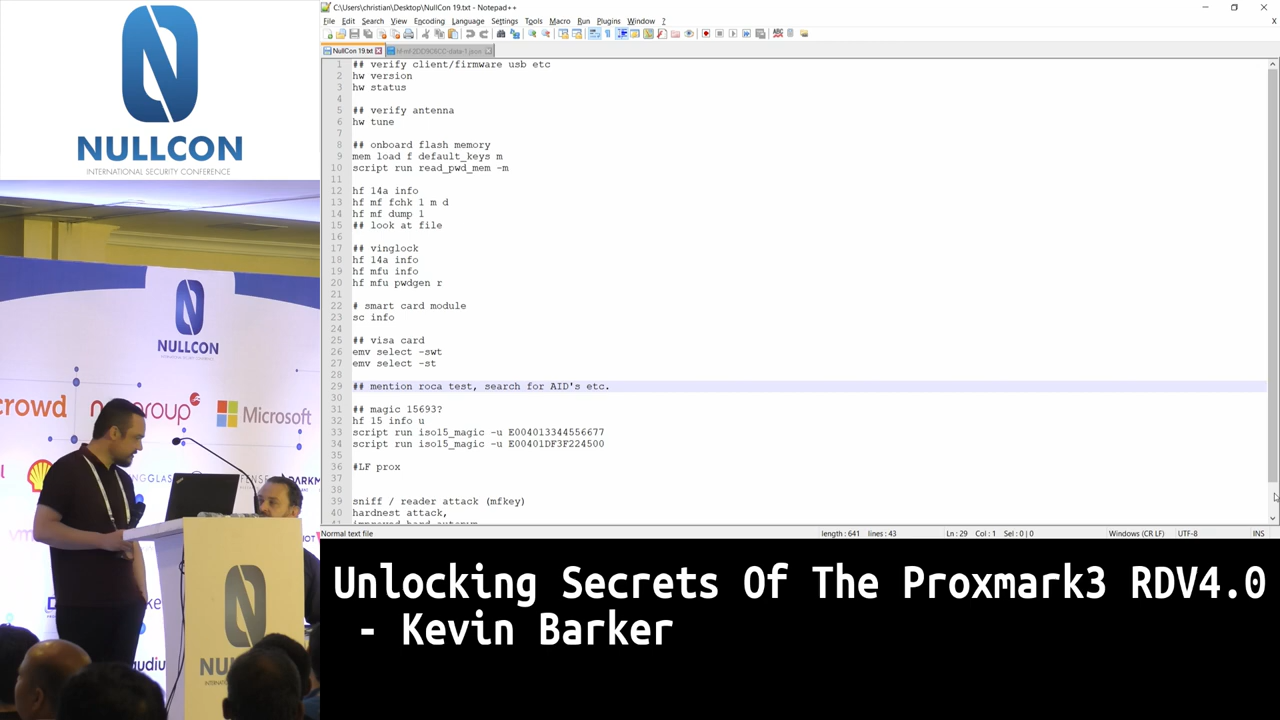 NULLCON
INTERNATIONAL SECURITY CONFERENCE
C:\Users\christian\Desktop\NullCon 19.txt - Notepad++
File Edit Search View Encoding Language Settings Tools Macro Run Plugins Window ?
NullCon 19.txt
1 ## verify client/firmware usb etc
2 hw version
3 hw status
4
5 ## verify antenna
6 hw tune
7
8 ## onboard flash memory
9 mem load f default_keys m
10 script run read_pwd_mem -m
11
12 hf 14a info
13 hf mf fchk 1 m d
14 hf mf dump 1
15 ## look at file
16
17 ## vinglock
18 hf 14a info
19 hf mfu info
20 hf mfu pwdgen r
21
22 # smart card module
23 sc info
24
25 ## visa card
26 emv select -swt
27 emv select -st
28
29 ## mention roca test, search for AID's etc.
30
31 ## magic 15693?
32 hf 15 info u
33 script run iso15_magic -u E004013344556677
34 script run iso15_magic -u E00401DF3F224500
35
36 #LF prox
37
38
39 sniff / reader attack (mfkey)
40 hardnest attack,
Normal text file length : 641 lines : 43 Ln : 29 Col : 1 Sel : 0 | 0 Windows (CR LF) UTF-8 INS
NULLCON
crowd
group
Microsoft
Unlocking Secrets Of The Proxmark3 RDV4.0
- Kevin Barker